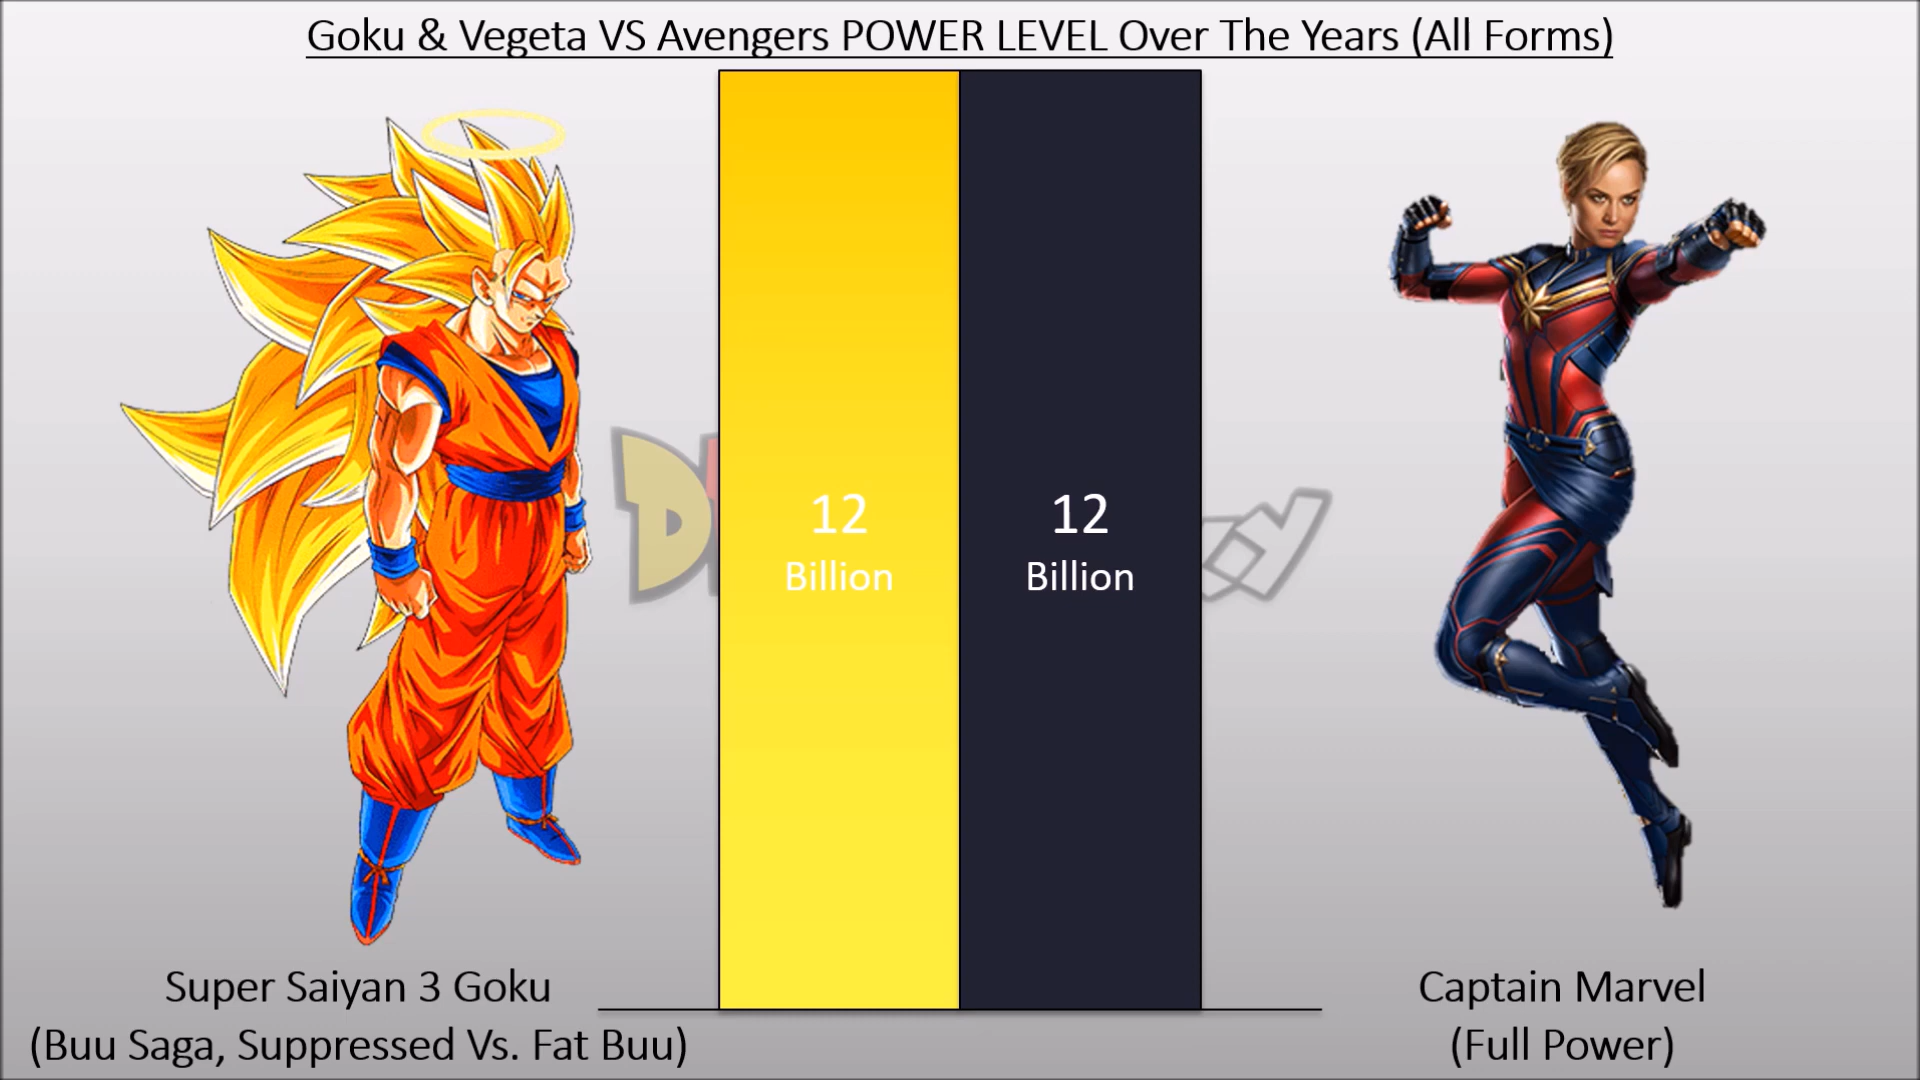 Goku & Vegeta VS Avengers POWER LEVEL Over The Years (All Forms)
12
Billion
12
Billion
Super Saiyan 3 Goku
(Buu Saga, Suppressed Vs. Fat Buu)
Captain Marvel
(Full Power)